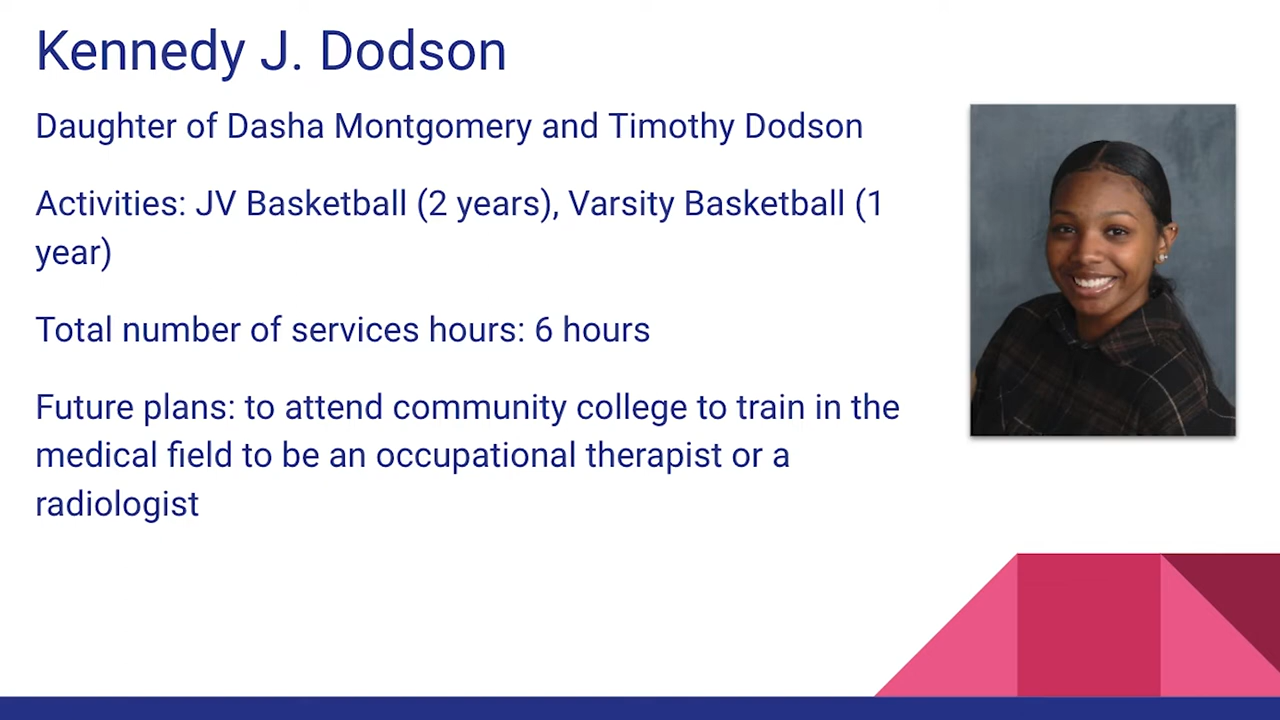 Kennedy J. Dodson
Daughter of Dasha Montgomery and Timothy Dodson
Activities: JV Basketball (2 years), Varsity Basketball (1
year)
Total number of services hours: 6 hours
Future plans: to attend community college to train in the
medical field to be an occupational therapist or a
radiologist